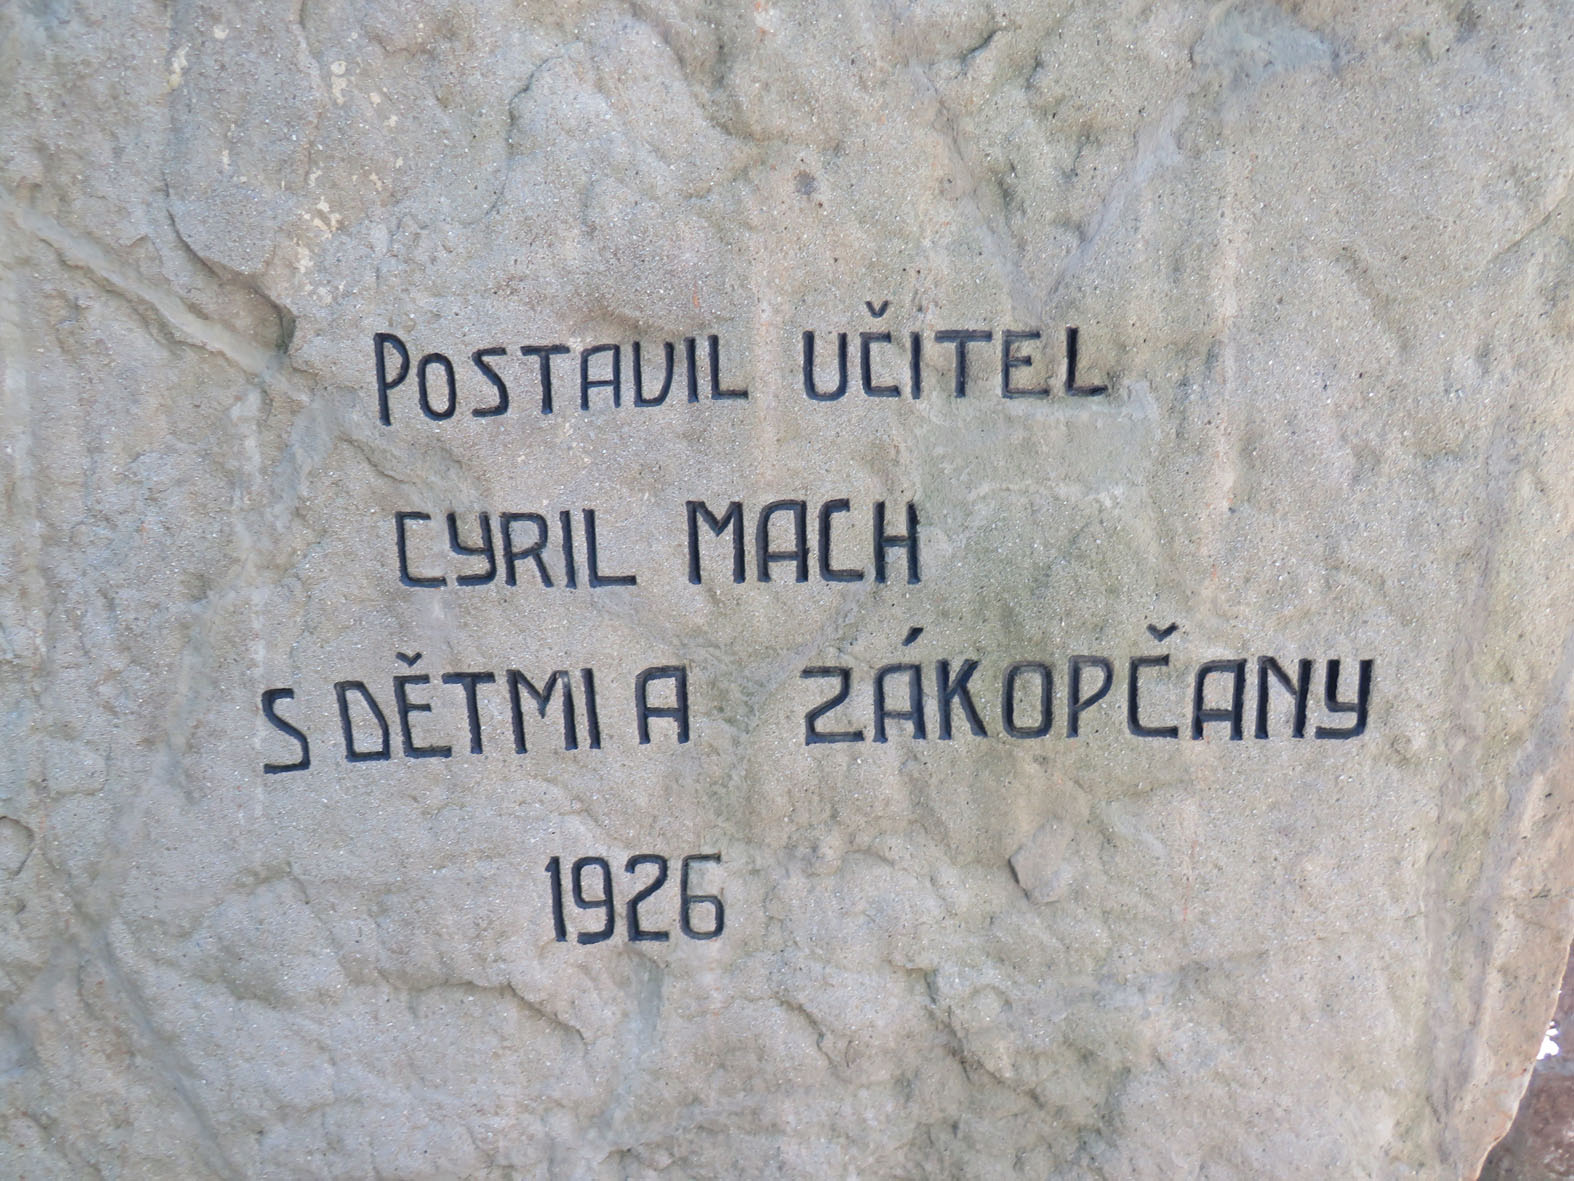 POSTAVIL UČITEL
CYRIL MACH
S DĚTMI A ZÁKOPČANY
1926